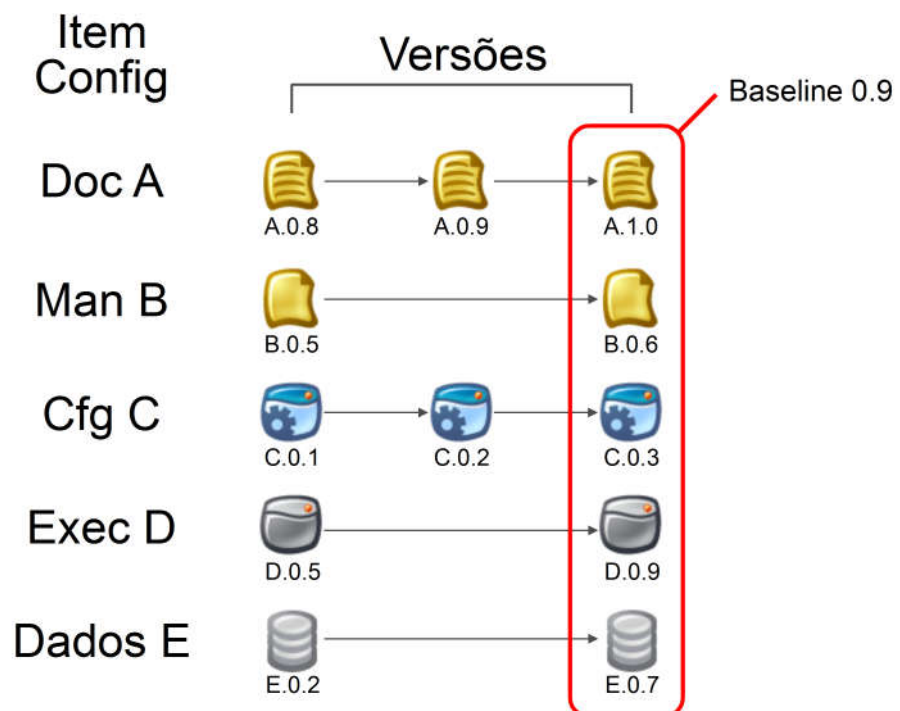 Item
Config
Versões
Baseline 0.9
Doc A
A.0.8
A.0.9
A.1.0
Man B
B.0.5
B.0.6
Cfg C
C.0.1
C.0.2
C.0.3
Exec D
D.0.5
D.0.9
Dados E
E.0.2
E.0.7